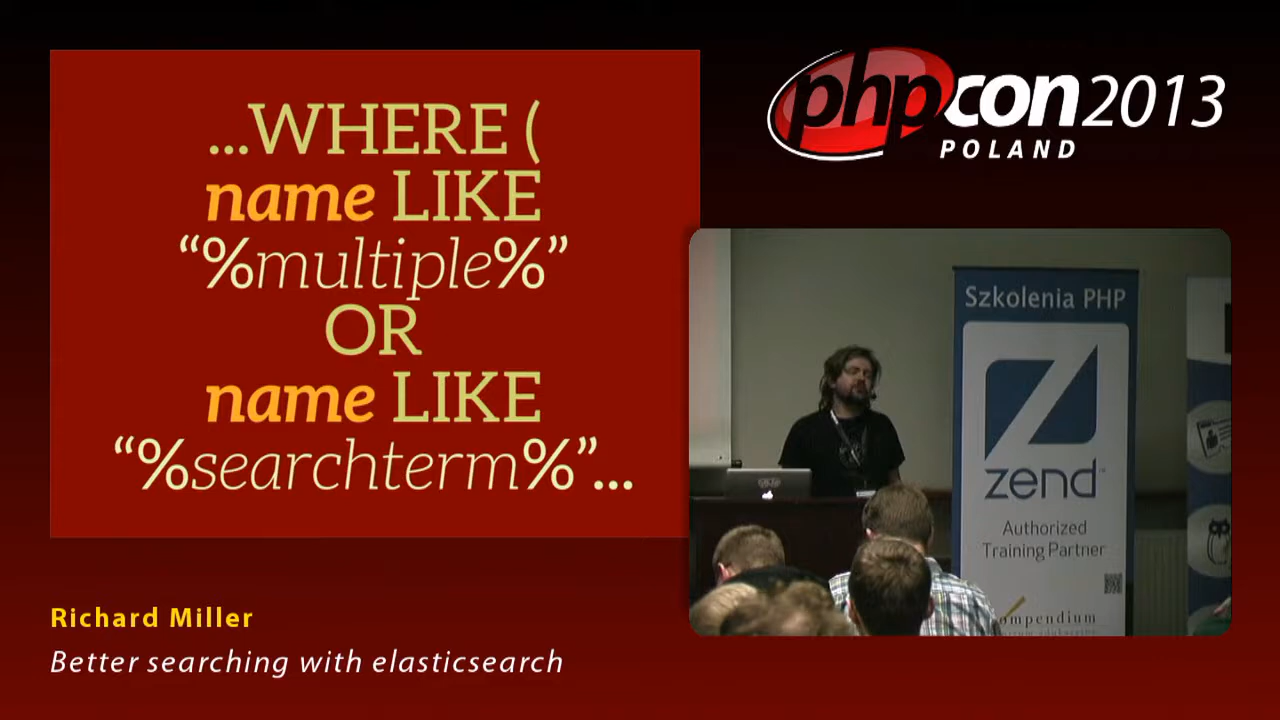 ...WHERE (
name LIKE
“%multiple%”
OR
name LIKE
“%searchterm%”...
phpcon2013
POLAND
Szkolenia PHP
zend
Authorized
Training Partner
Richard Miller
Better searching with elasticsearch